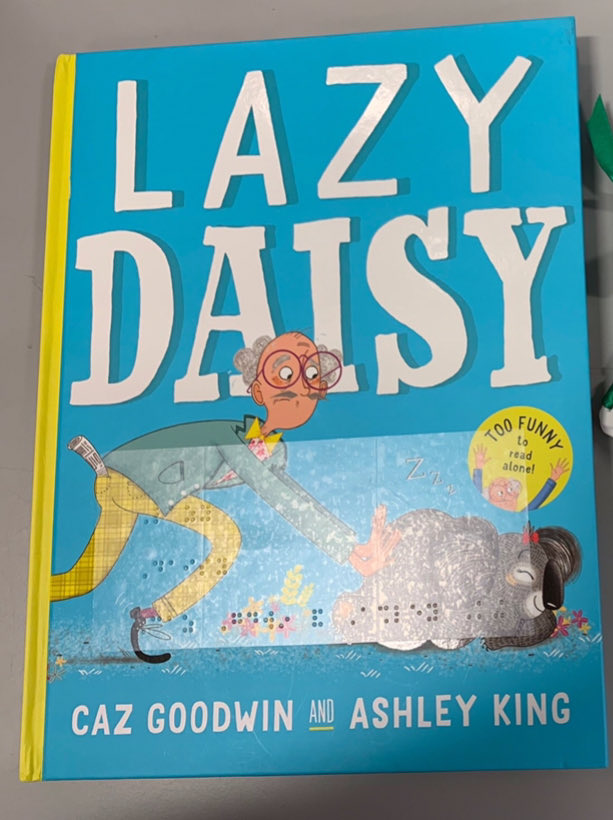 LAZY
DAISY
TOO FUNNY
to
read
alone!
Z Z Z
CAZ GOODWIN AND ASHLEY KING